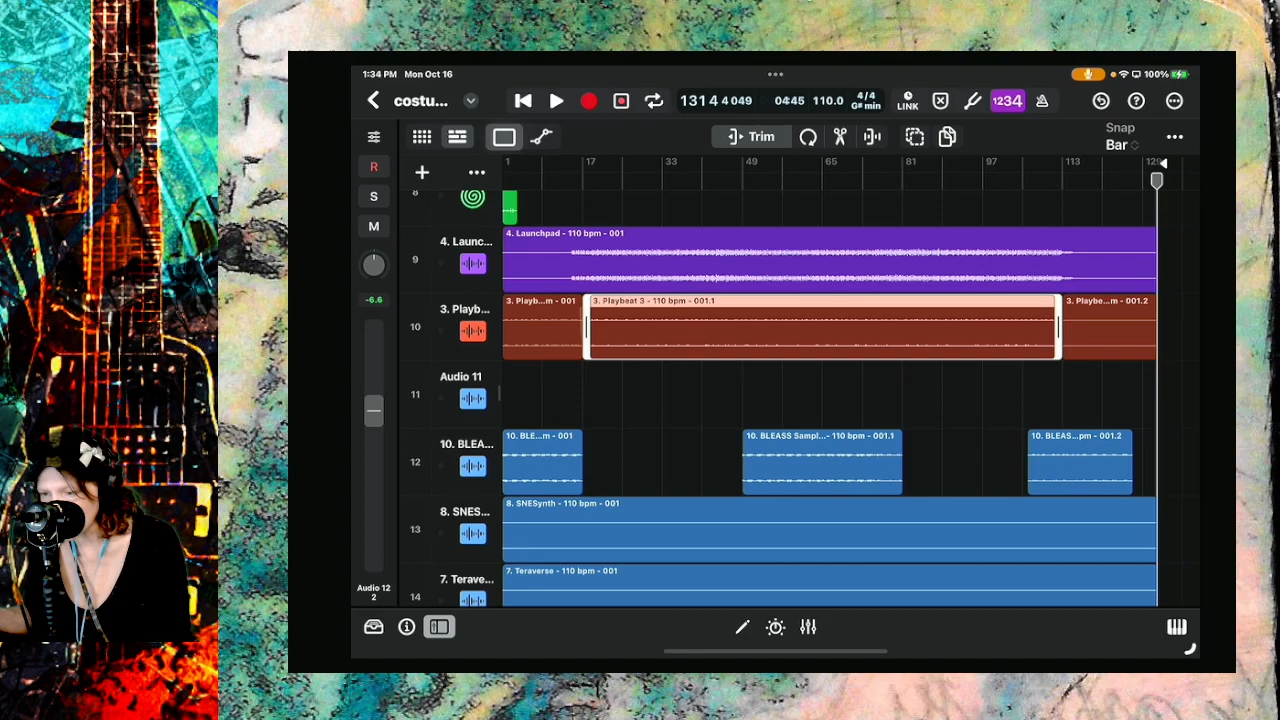 1:34 PM Mon Oct 16
100%
costu...
131 4 4 049
04:45
110.0
4/4
G# min
LINK
1234
Trim
Snap
Bar
R
S
M
-6.6
Audio 12
2
1 17 33 49 65 81 97 113 129
8
4. Launc...
9
4. Launchpad - 110 bpm - 001
3. Playb...
10
3. Playb...m - 001
3. Playbeat 3 - 110 bpm - 001.1
3. Playbe...m - 001.2
Audio 11
11
10. BLEA...
12
10. BLE...m - 001
10. BLEASS Sampl...- 110 bpm - 001.1
10. BLEAS...pm - 001.2
8. SNES...
13
8. SNESynth - 110 bpm - 001
7. Terave...
14
7. Teraverse - 110 bpm - 001